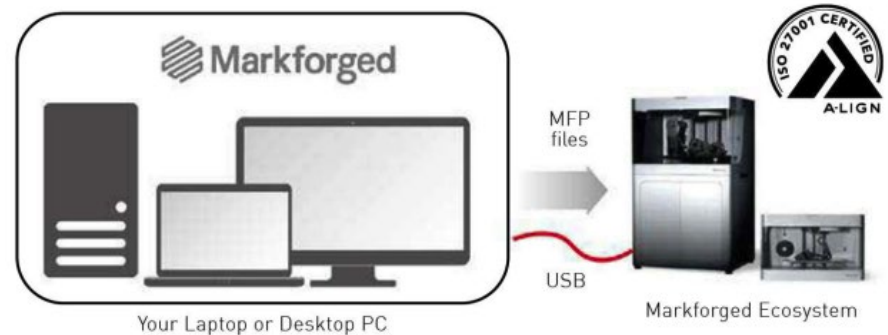 Markforged
ISO 27001 CERTIFIED
A-LIGN
MFP
files
USB
Your Laptop or Desktop PC
Markforged Ecosystem